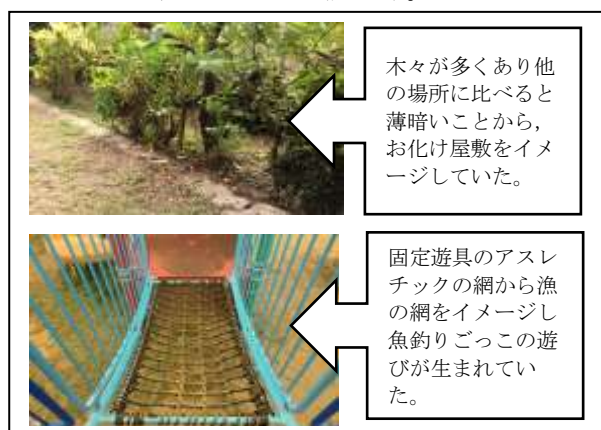 木々が多くあり他
の場所に比べると
薄暗いことから,
お化け屋敷をイメ
ージしていた。
固定遊具のアスレ
チックの網から漁
の網をイメージし
魚釣りごっこの遊
びが生まれてい
た。